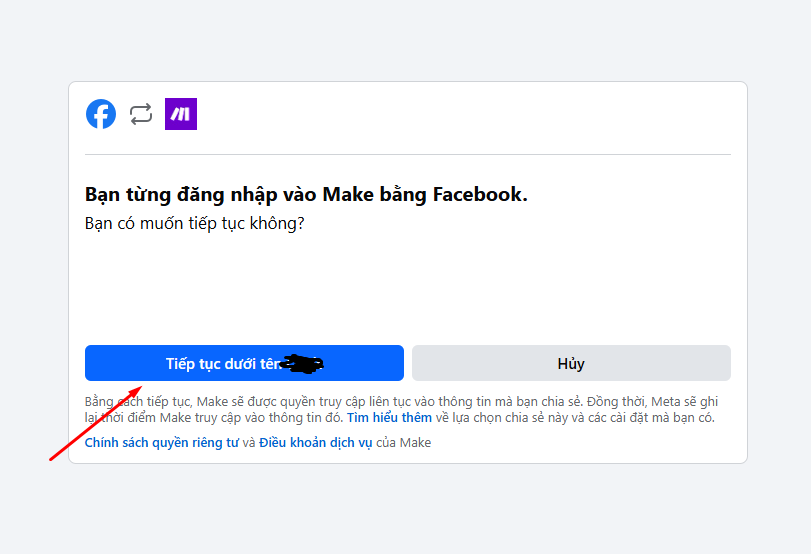 Bạn từng đăng nhập vào Make bằng Facebook.
Bạn có muốn tiếp tục không?
Tiếp tục dưới tên
Hủy
Bằng cách tiếp tục, Make sẽ được quyền truy cập liên tục vào thông tin mà bạn chia sẻ. Đồng thời, Meta sẽ ghi
lại thời điểm Make truy cập vào thông tin đó. Tìm hiểu thêm về lựa chọn chia sẻ này và các cài đặt mà bạn có.
Chính sách quyền riêng tư và Điều khoản dịch vụ của Make